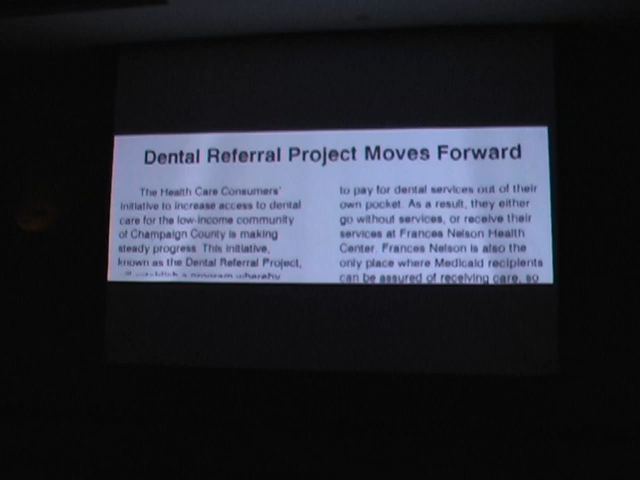 Dental Referral Project Moves Forward
The Health Care Consumers'
initiative to increase access to dental
care for the low-income community
of Champaign County is making
steady progress. This initiative,
known as the Dental Referral Project,
will establish a program whereby
to pay for dental services out of their
own pocket. As a result, they either
go without services, or receive their
services at Frances Nelson Health
Center. Frances Nelson is also the
only place where Medicaid recipients
can be assured of receiving care, so